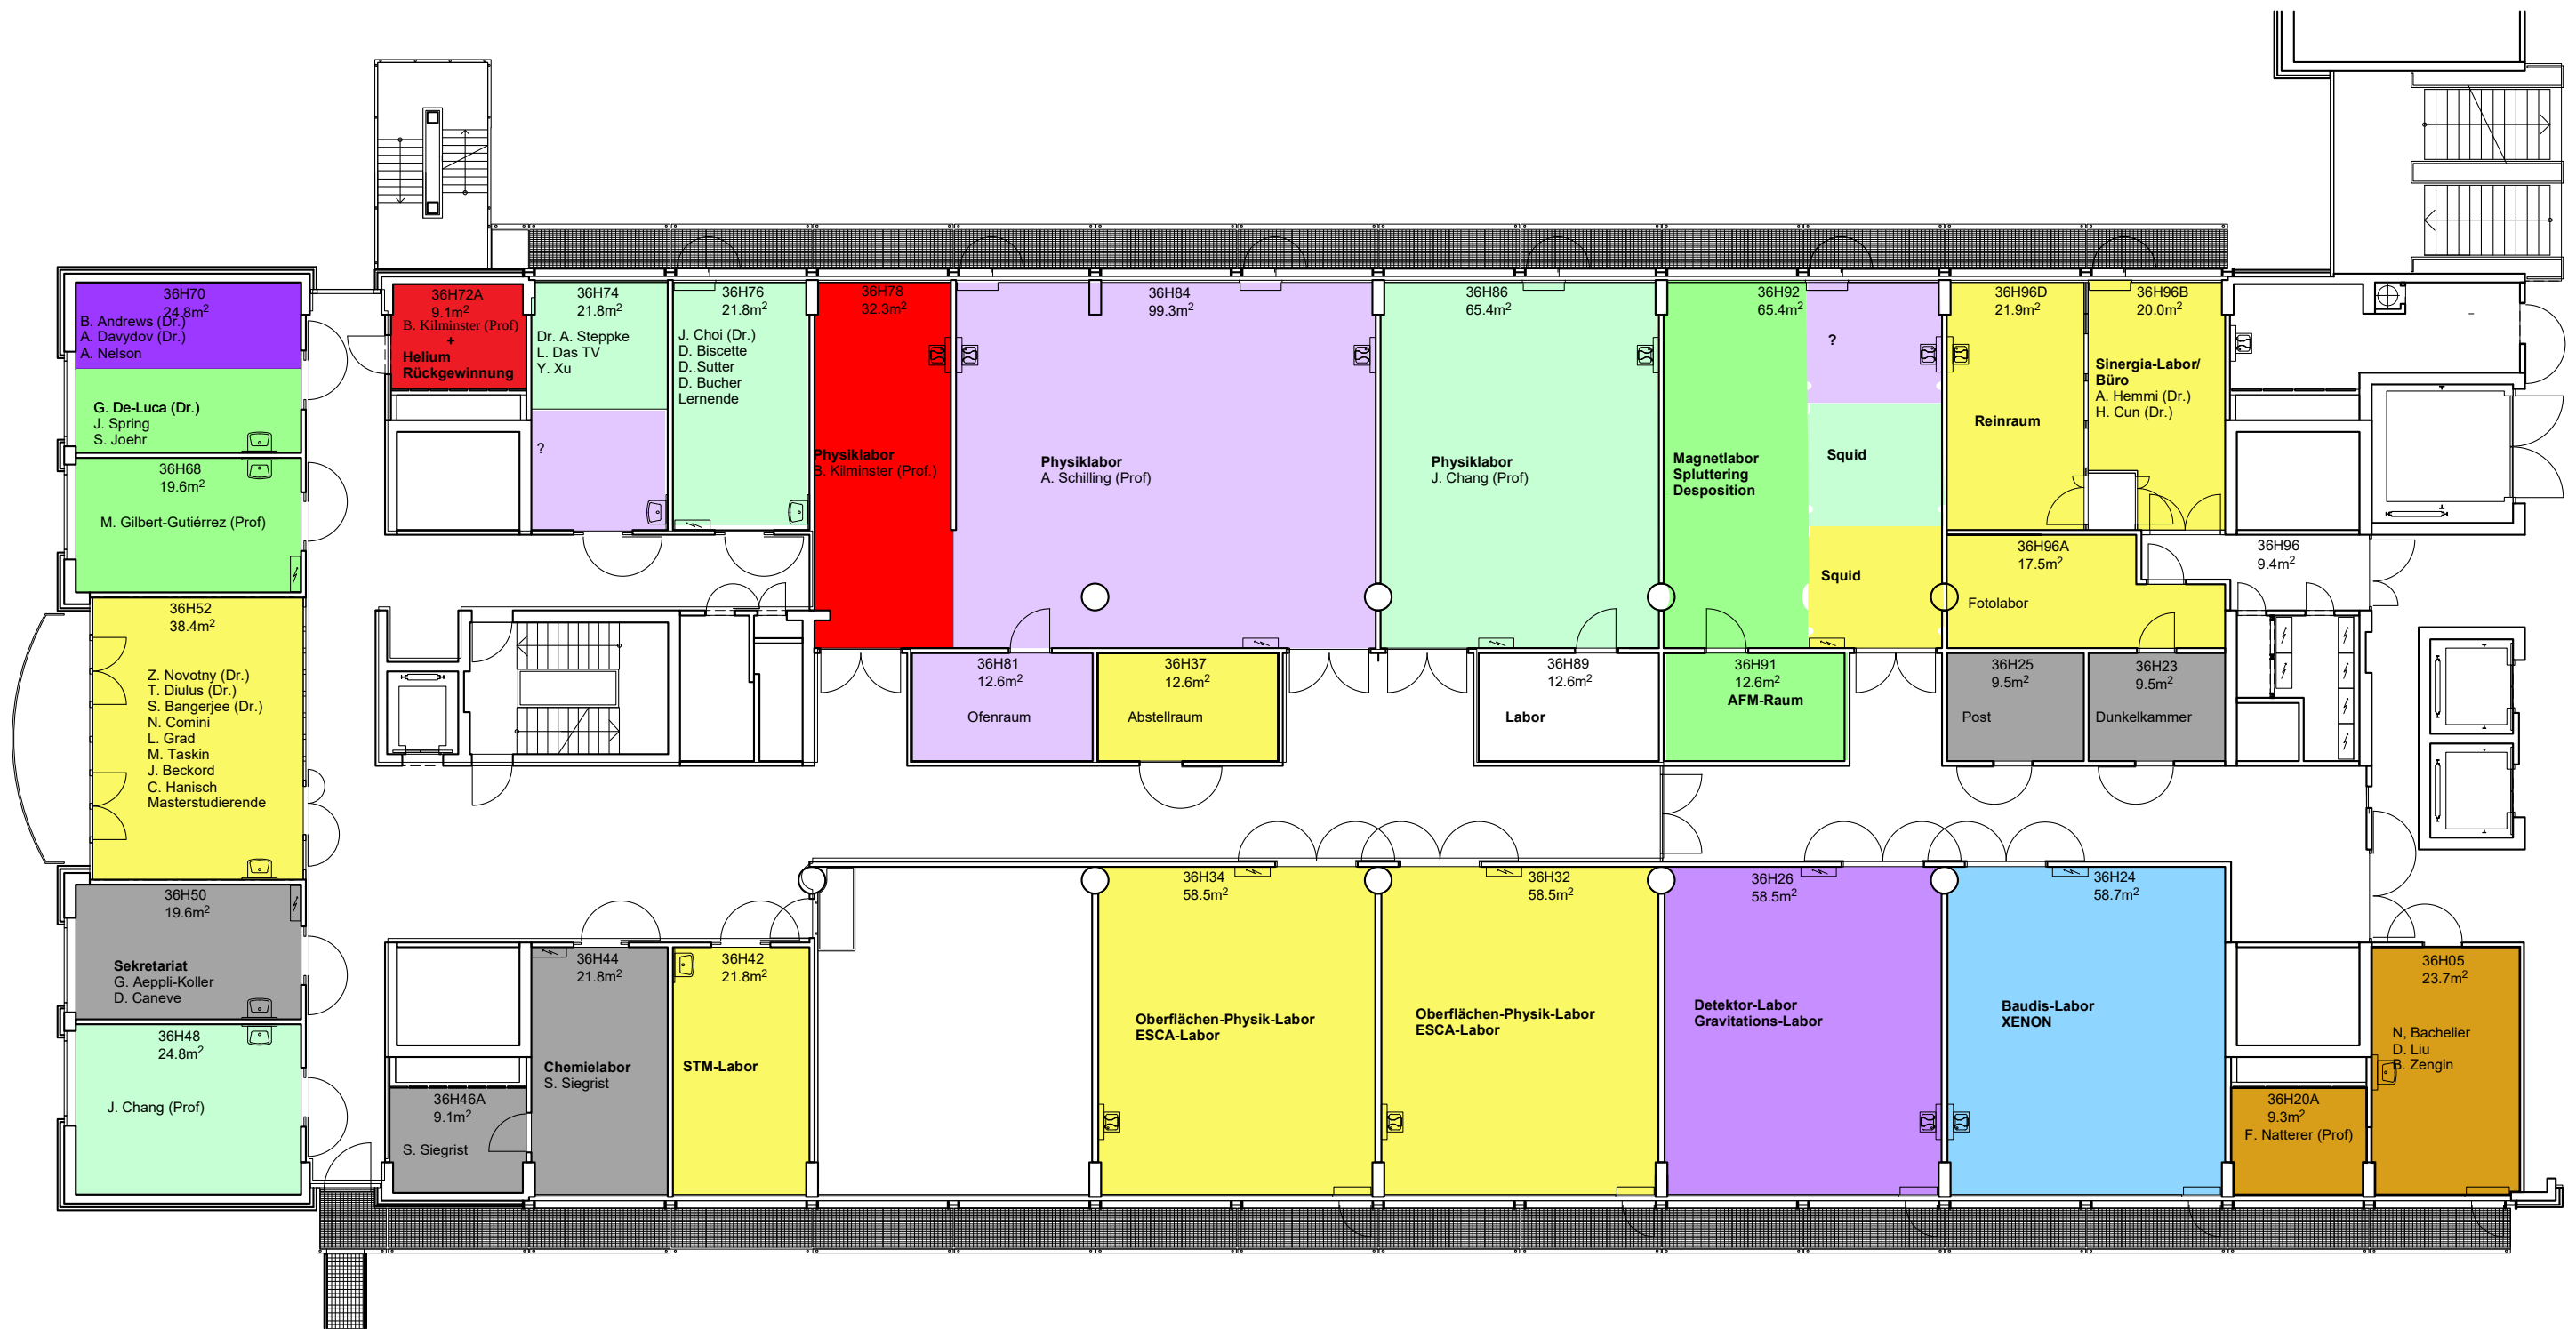 36H70
24.8m²
B. Andrews (Dr.)
A. Davydov (Dr.)
A. Nelson
G. De-Luca (Dr.)
J. Spring
S. Joehr
36H68
19.6m²
M. Gilbert-Gutiérrez (Prof)
36H52
38.4m²
Z. Novotny (Dr.)
T. Diulus (Dr.)
S. Bangerjee (Dr.)
N. Comini
L. Grad
M. Taskin
J. Beckord
C. Hanisch
Masterstudierende
36H50
19.6m²
Sekretariat
G. Aeppli-Koller
D. Caneve
36H48
24.8m²
J. Chang (Prof)
36H72A
9.1m²
B. Kilminster (Prof)
+
Helium
Rückgewinnung
36H74
21.8m²
Dr. A. Steppke
L. Das TV
Y. Xu
?
36H76
21.8m²
J. Choi (Dr.)
D. Biscette
D. Sutter
D. Bucher
Lernende
36H78
32.3m²
Physiklabor
B. Kilminster (Prof.)
36H84
99.3m²
Physiklabor
A. Schilling (Prof)
36H86
65.4m²
Physiklabor
J. Chang (Prof)
36H92
65.4m²
Magnetlabor
Spluttering
Desposition
?
Squid
Squid
36H96D
21.9m²
Reinraum
36H96B
20.0m²
Sinergia-Labor/
Büro
A. Hemmi (Dr.)
H. Cun (Dr.)
36H96A
17.5m²
Fotolabor
36H96
9.4m²
36H81
12.6m²
Ofenraum
36H37
12.6m²
Abstellraum
36H89
12.6m²
Labor
36H91
12.6m²
AFM-Raum
36H25
9.5m²
Post
36H23
9.5m²
Dunkelkammer
36H46A
9.1m²
S. Siegrist
36H44
21.8m²
Chemielabor
S. Siegrist
36H42
21.8m²
STM-Labor
36H34
58.5m²
Oberflächen-Physik-Labor
ESCA-Labor
36H32
58.5m²
Oberflächen-Physik-Labor
ESCA-Labor
36H26
58.5m²
Detektor-Labor
Gravitations-Labor
36H24
58.7m²
Baudis-Labor
XENON
36H20A
9.3m²
F. Natterer (Prof)
36H05
23.7m²
N, Bachelier
D. Liu
B. Zengin